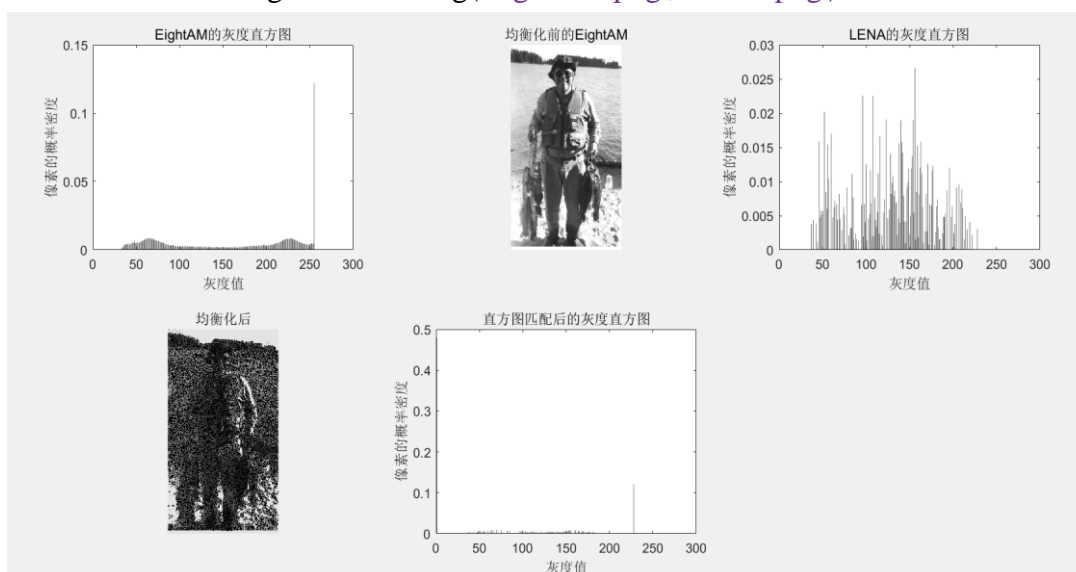 EightAM的灰度直方图
0.15
0.1
0.05
0
像素的概率密度
0 50 100 150 200 250 300
灰度值
均衡化前的EightAM
LENA的灰度直方图
0.03
0.025
0.02
0.015
0.01
0.005
0
像素的概率密度
0 50 100 150 200 250 300
灰度值
均衡化后
直方图匹配后的灰度直方图
0.5
0.4
0.3
0.2
0.1
0
像素的概率密度
0 50 100 150 200 250 300
灰度值